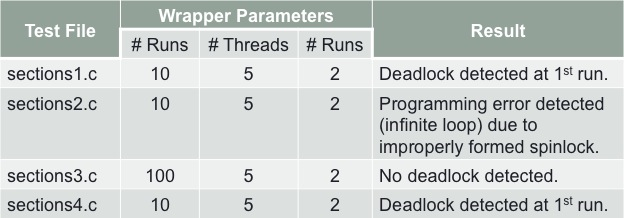 Test File
Wrapper Parameters
Result
# Runs
# Threads
# Runs
sections1.c 10 5 2 Deadlock detected at 1st run.
sections2.c 10 5 2 Programming error detected
(infinite loop) due to
improperly formed spinlock.
sections3.c 100 5 2 No deadlock detected.
sections4.c 10 5 2 Deadlock detected at 1st run.